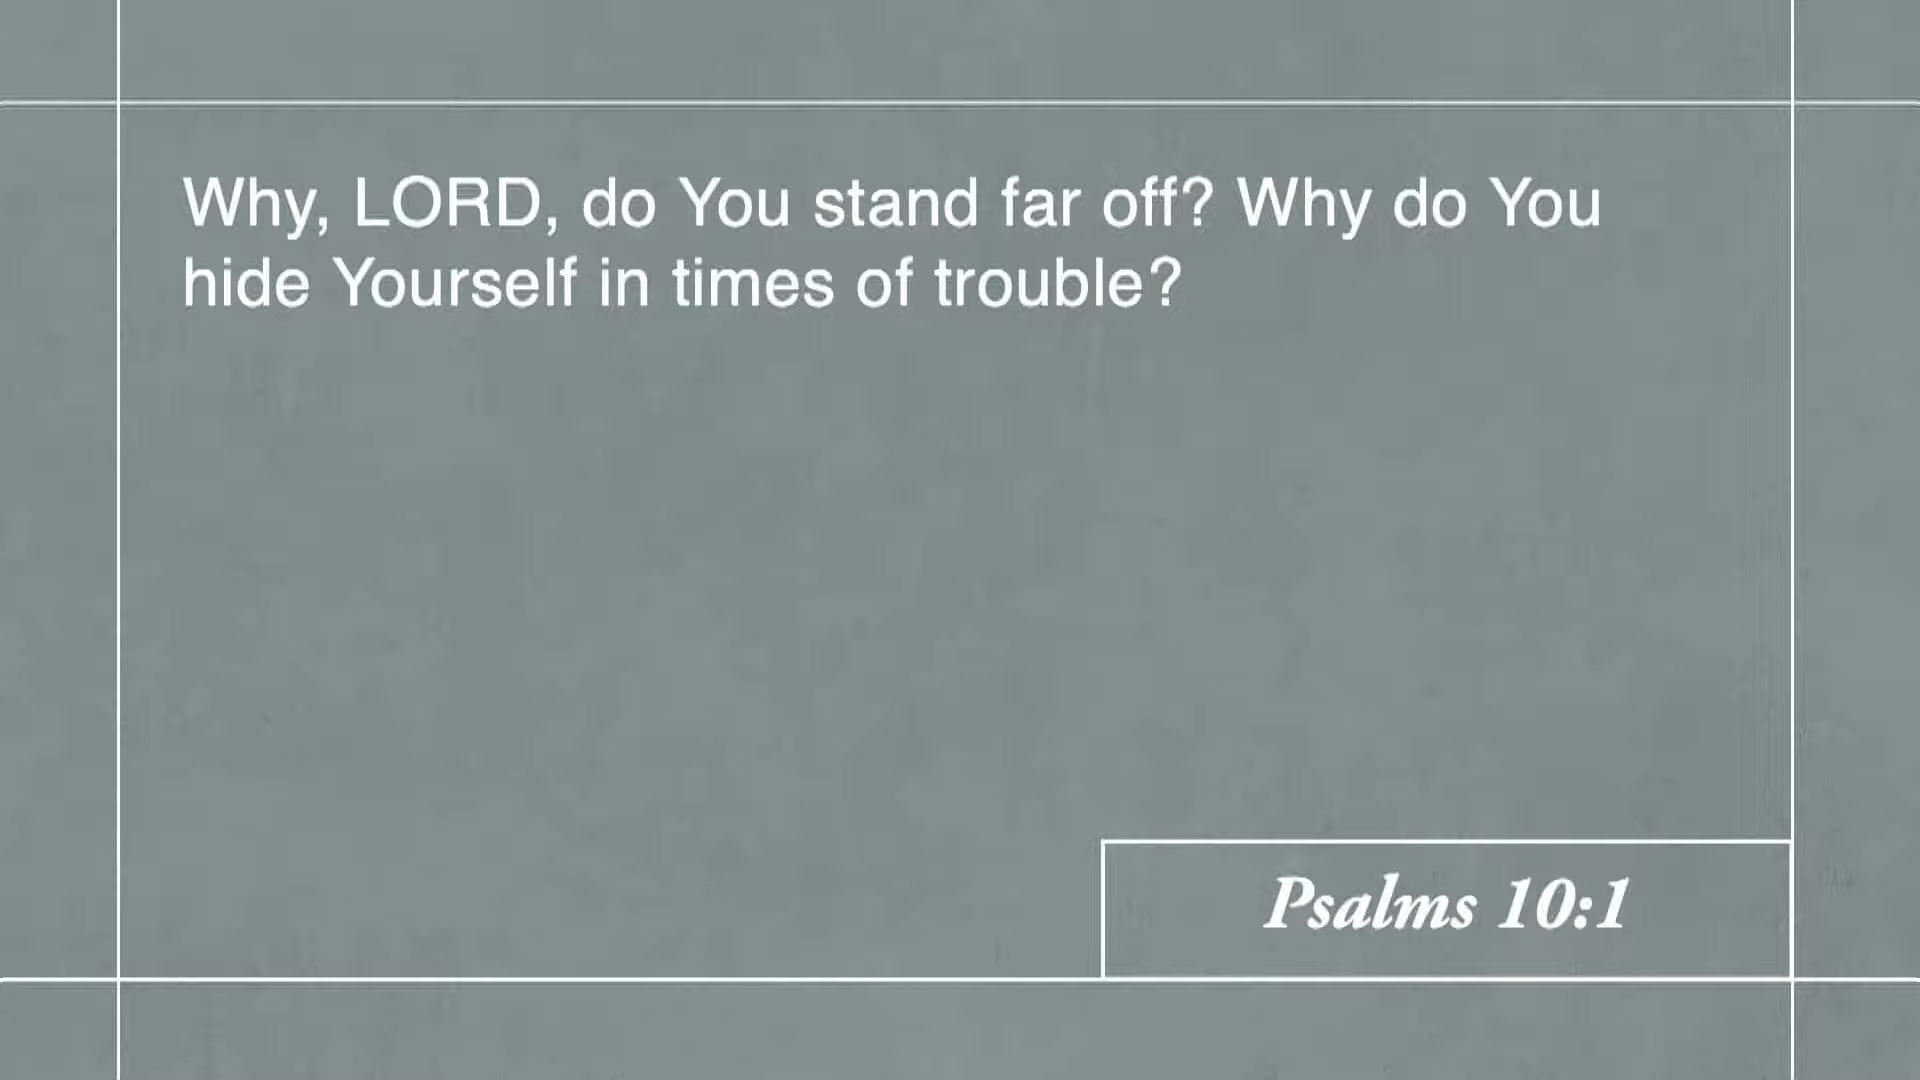 Why, LORD, do You stand far off? Why do You
hide Yourself in times of trouble?
Psalms 10:1